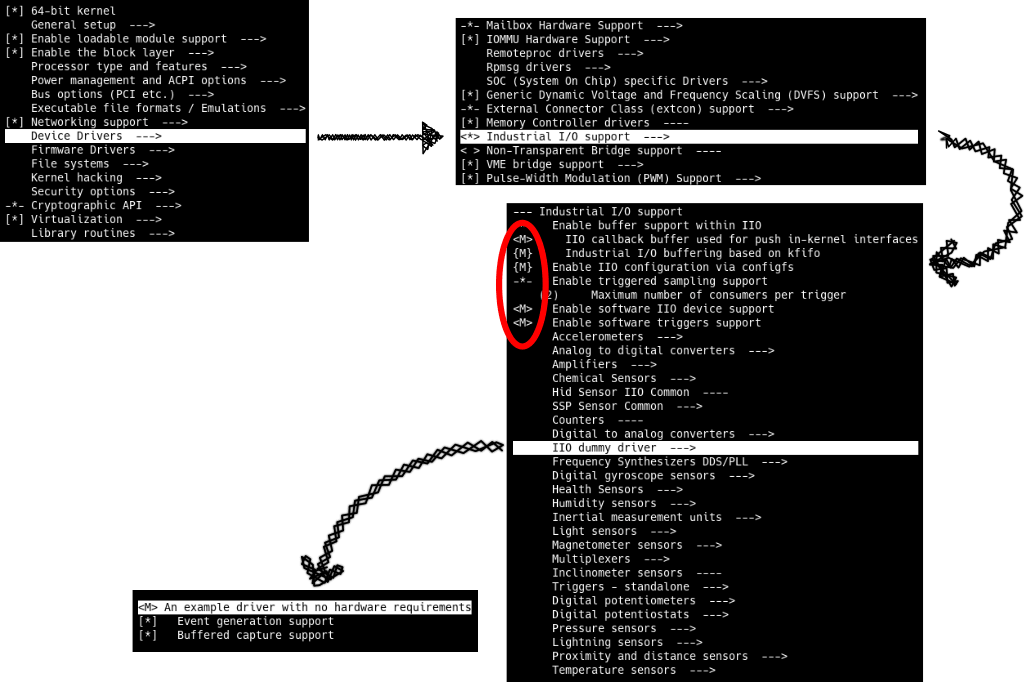 [*] 64-bit kernel
General setup --->
[*] Enable loadable module support --->
[*] Enable the block layer --->
Processor type and features --->
Power management and ACPI options --->
Bus options (PCI etc.) --->
Executable file formats / Emulations --->
[*] Networking support --->
Device Drivers --->
Firmware Drivers --->
File systems --->
Kernel hacking --->
Security options --->
-*- Cryptographic API --->
[*] Virtualization --->
Library routines --->
-*- Mailbox Hardware Support --->
[*] IOMMU Hardware Support --->
Remoteproc drivers --->
Rpmsg drivers --->
SOC (System On Chip) specific Drivers --->
[*] Generic Dynamic Voltage and Frequency Scaling (DVFS) support --->
-*- External Connector Class (extcon) support --->
[*] Memory Controller drivers ----
<*> Industrial I/O support --->
< > Non-Transparent Bridge support ----
[*] VME bridge support --->
[*] Pulse-Width Modulation (PWM) Support --->
--- Industrial I/O support
Enable buffer support within IIO
<M> IIO callback buffer used for push in-kernel interfaces
{M} Industrial I/O buffering based on kfifo
{M} Enable IIO configuration via configfs
-*- Enable triggered sampling support
(2) Maximum number of consumers per trigger
<M> Enable software IIO device support
<M> Enable software triggers support
Accelerometers --->
Analog to digital converters --->
Amplifiers --->
Chemical Sensors --->
Hid Sensor IIO Common ----
SSP Sensor Common --->
Counters ----
Digital to analog converters --->
IIO dummy driver --->
Frequency Synthesizers DDS/PLL --->
Digital gyroscope sensors --->
Health Sensors --->
Humidity sensors --->
Inertial measurement units --->
Light sensors --->
Magnetometer sensors --->
Multiplexers --->
Inclinometer sensors ----
Triggers - standalone --->
Digital potentiometers --->
Digital potentiostats --->
Pressure sensors --->
Lightning sensors --->
Proximity and distance sensors --->
Temperature sensors --->
<M> An example driver with no hardware requirements
[*] Event generation support
[*] Buffered capture support